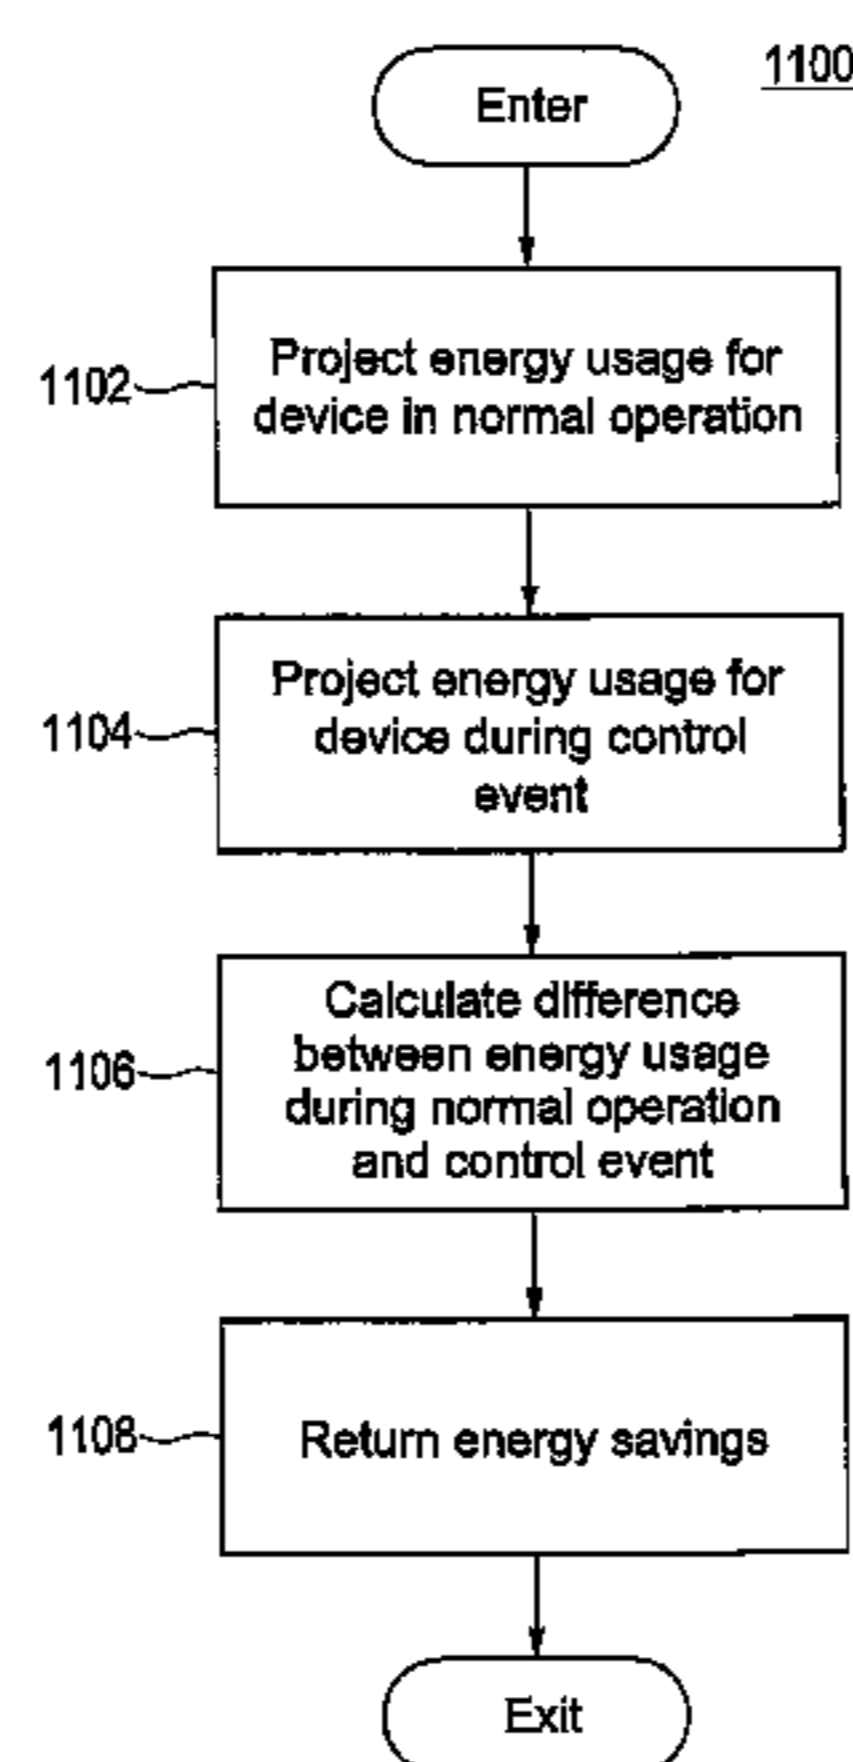 1100
Enter
1102
Project energy usage for
device in normal operation
1104
Project energy usage for
device during control
event
1106
Calculate difference
between energy usage
during normal operation
and control event
1108
Return energy savings
Exit